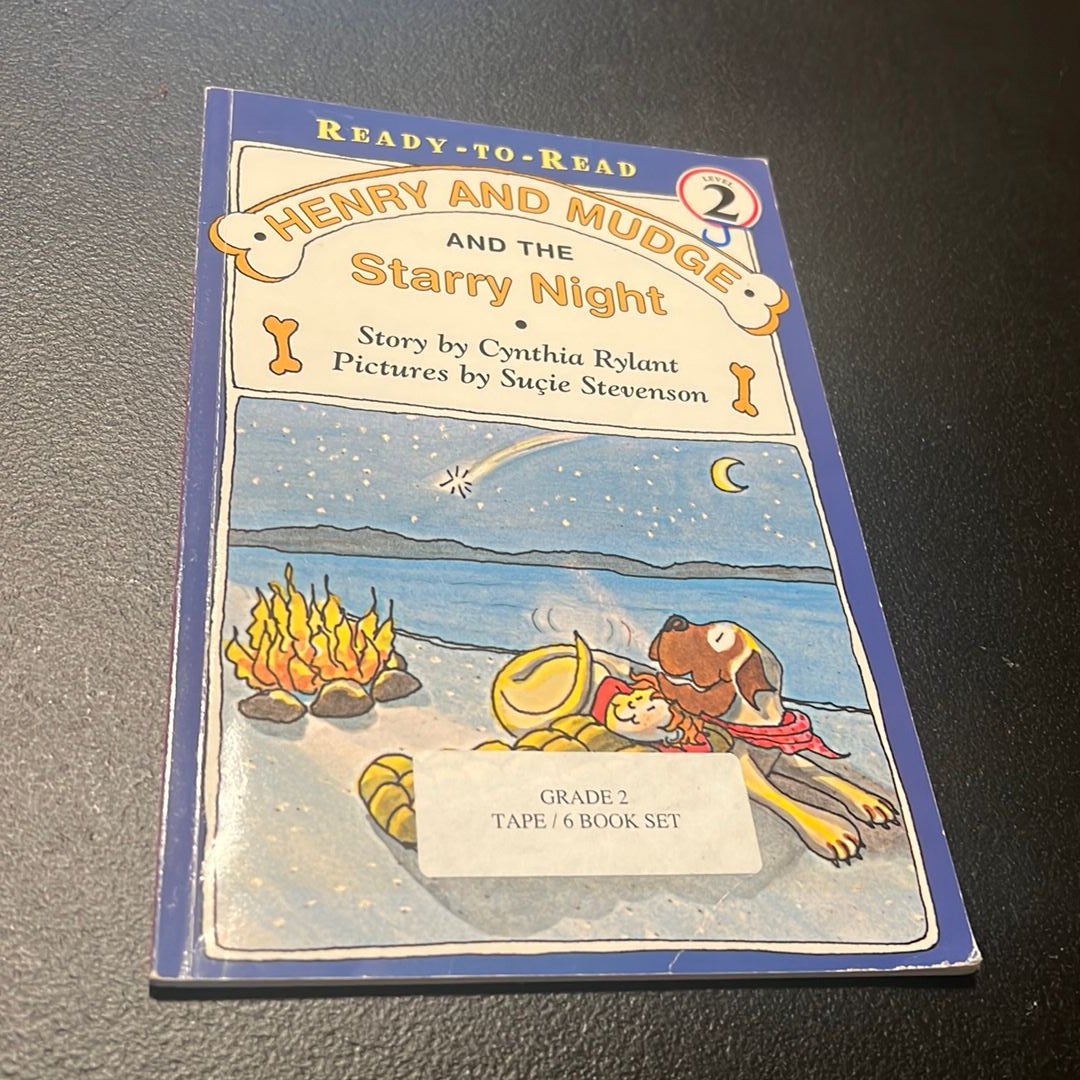 READY-TO-READ
LEVEL
2
HENRY AND MUDGE
AND THE
Starry Night
Story by Cynthia Rylant
Pictures by Suçie Stevenson
GRADE 2
TAPE / 6 BOOK SET